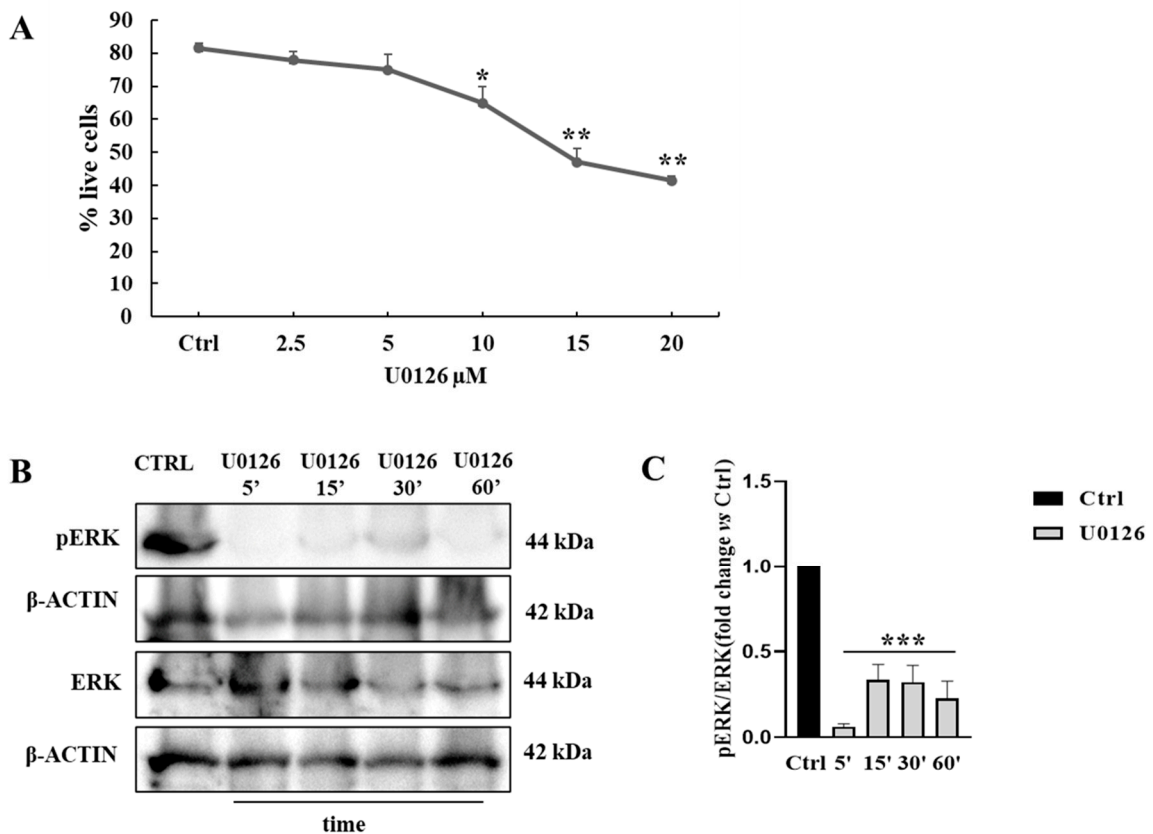 A
90
80
70
60
50
40
30
20
10
0
% live cells
*
**
**
Ctrl 2.5 5 10 15 20
U0126 µM
B
CTRL U0126 U0126 U0126 U0126
5’ 15’ 30’ 60’
pERK 44 kDa
β-ACTIN 42 kDa
ERK 44 kDa
β-ACTIN 42 kDa
time
C
pERK/ERK(fold change vs Ctrl)
1.5
1.0
0.5
0.0
***
Ctrl 5' 15' 30' 60'
Ctrl
U0126